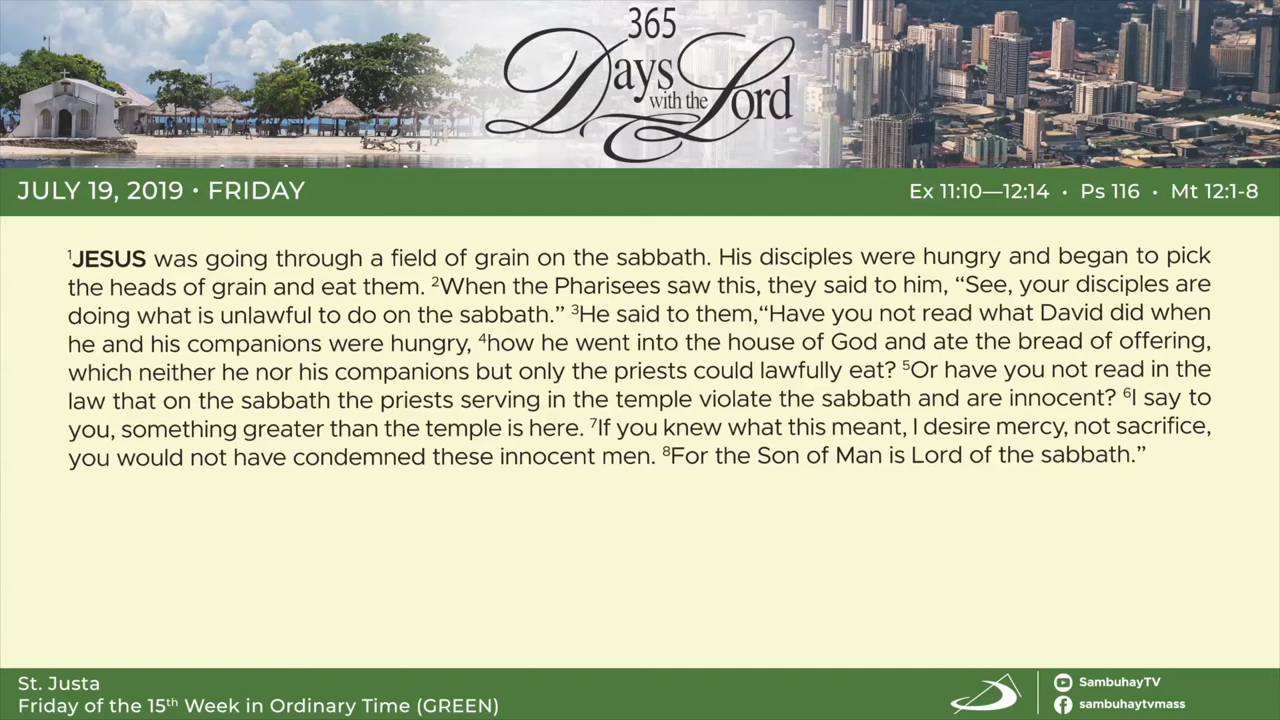 365
Days with the Lord
JULY 19, 2019 • FRIDAY
Ex 11:10—12:14 • Ps 116 • Mt 12:1-8
¹JESUS was going through a field of grain on the sabbath. His disciples were hungry and began to pick
the heads of grain and eat them. ²When the Pharisees saw this, they said to him, “See, your disciples are
doing what is unlawful to do on the sabbath.” ³He said to them,“Have you not read what David did when
he and his companions were hungry, ⁴how he went into the house of God and ate the bread of offering,
which neither he nor his companions but only the priests could lawfully eat? ⁵Or have you not read in the
law that on the sabbath the priests serving in the temple violate the sabbath and are innocent? ⁶I say to
you, something greater than the temple is here. ⁷If you knew what this meant, I desire mercy, not sacrifice,
you would not have condemned these innocent men. ⁸For the Son of Man is Lord of the sabbath.”
St. Justa
Friday of the 15th Week in Ordinary Time (GREEN)
SambuhayTV
sambuhaytvmass